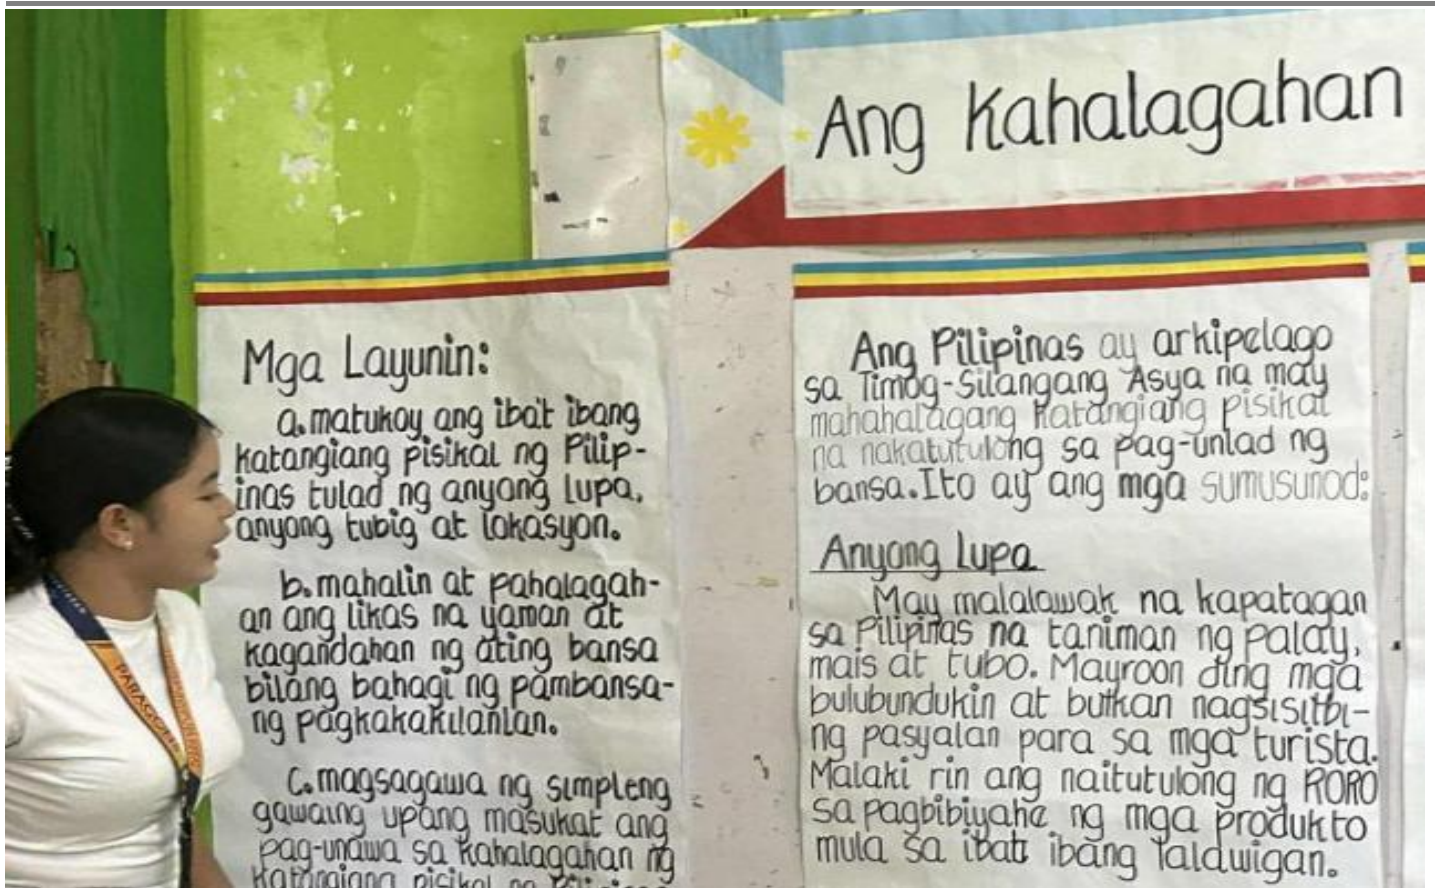 Ang Kahalagahan
Mga Layunin:
a. matukoy ang iba't ibang
katangiang pisikal ng Pilip-
inas tulad ng anyong lupa,
anyong tubig at lokasyon.
b. mahalin at pahalagah-
an ang likas na yaman at
kagandahan ng ating bansa
bilang bahagi ng pambansa-
ng pagkakakilanlan.
c. magsagawa ng simpleng
gawaing upang masukat ang
pag-unawa sa kahalagahan ng
katangiang pisikal ng Pilipinas
Ang Pilipinas ay arkipelago
sa Timog-Silangang Asya na may
mahahalagang katangiang pisikal
na nakatutulong sa pag-unlad ng
bansa. Ito ay ang mga sumusunod:
Anyong Lupa
May malalawak na kapatagan
sa Pilipinas na taniman ng palay,
mais at tubo. Mayroon ding mga
bulubundukin at bulkan nagsisilbi-
ng pasyalan para sa mga turista.
Malaki rin ang naitutulong ng RORO
sa pagbibiyahe ng mga produkto
mula sa ibat ibang lalawigan.